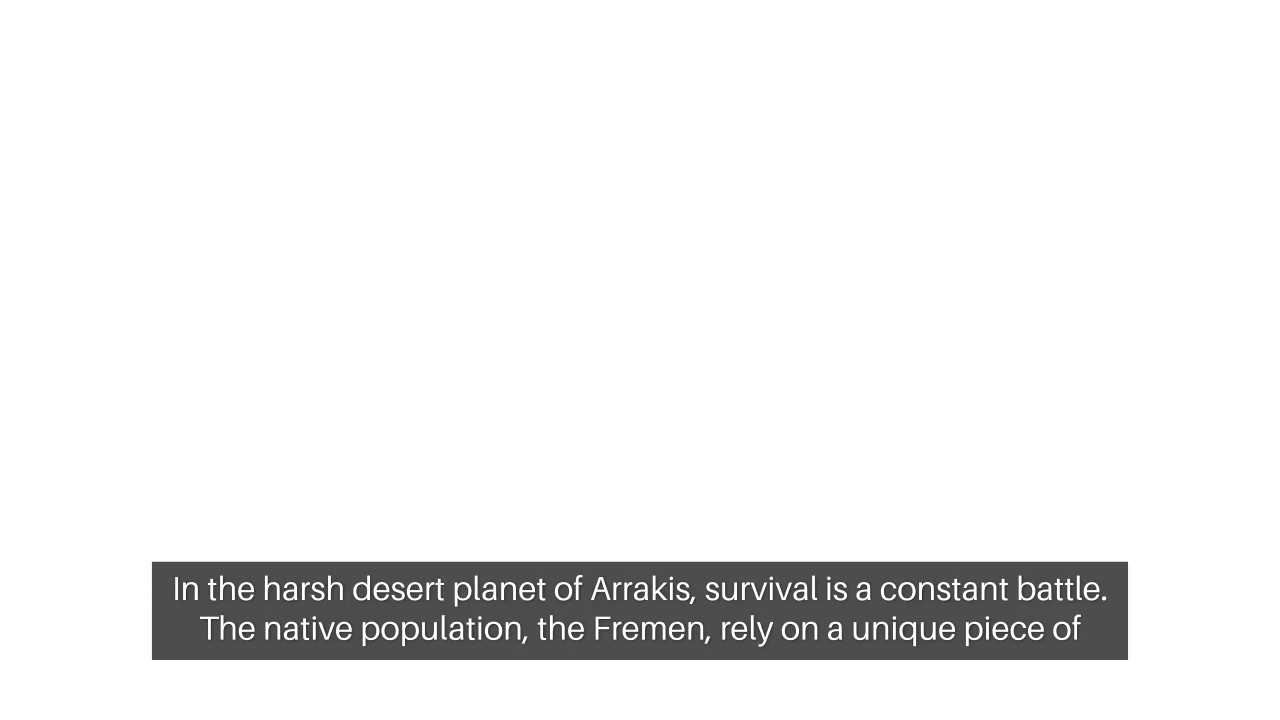 In the harsh desert planet of Arrakis, survival is a constant battle.
The native population, the Fremen, rely on a unique piece of